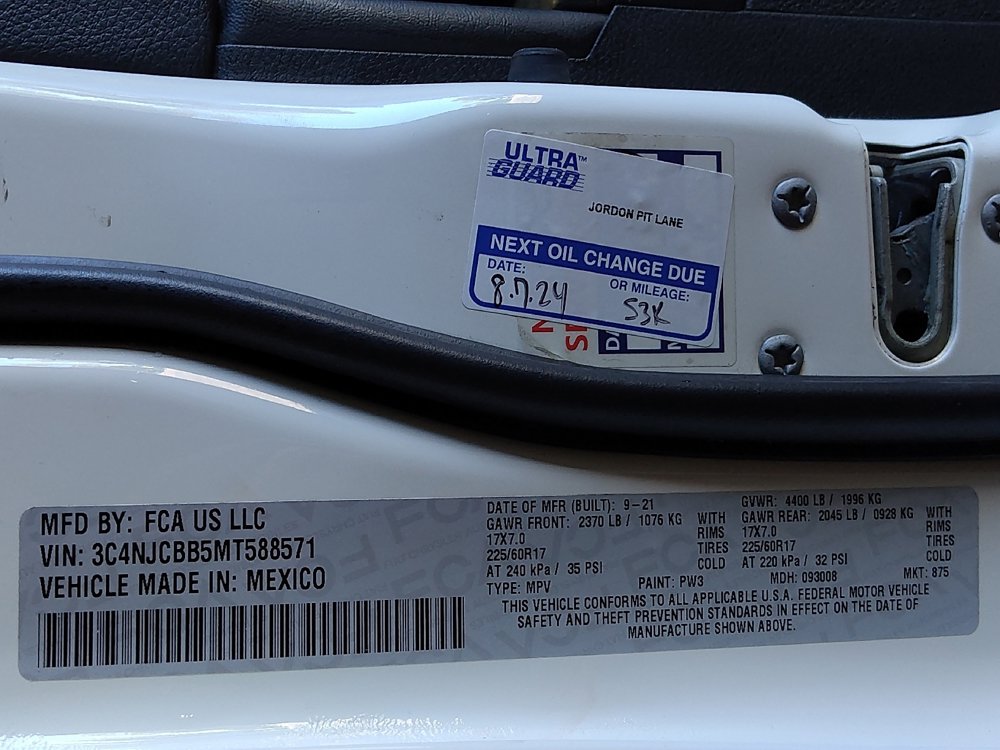 ULTRA™
GUARD
JORDON PIT LANE
NEXT OIL CHANGE DUE
DATE: OR MILEAGE:
8.7.24 53K
MFD BY: FCA US LLC
VIN: 3C4NJCBB5MT588571
VEHICLE MADE IN: MEXICO
DATE OF MFR (BUILT): 9-21 GVWR: 4400 LB / 1996 KG
GAWR FRONT: 2370 LB / 1076 KG WITH GAWR REAR: 2045 LB / 0928 KG WITH
17X7.0 RIMS 17X7.0 RIMS
225/60R17 TIRES 225/60R17 TIRES
AT 240 kPa / 35 PSI COLD AT 220 kPa / 32 PSI COLD
TYPE: MPV PAINT: PW3 MDH: 093008 MKT: 875
THIS VEHICLE CONFORMS TO ALL APPLICABLE U.S.A. FEDERAL MOTOR VEHICLE
SAFETY AND THEFT PREVENTION STANDARDS IN EFFECT ON THE DATE OF
MANUFACTURE SHOWN ABOVE.